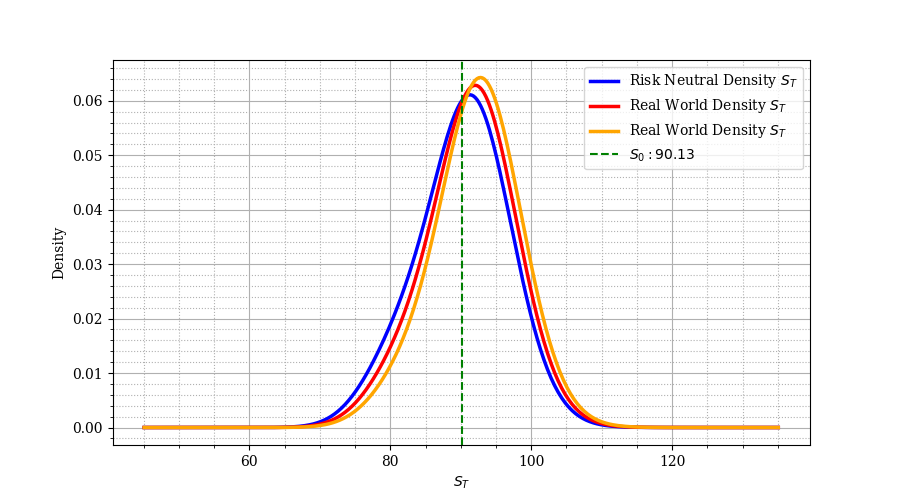 Risk Neutral Density S_T
Real World Density S_T
Real World Density S_T
S_0 : 90.13
0.06
0.05
0.04
0.03
0.02
0.01
0.00
Density
60
80
100
120
S_T